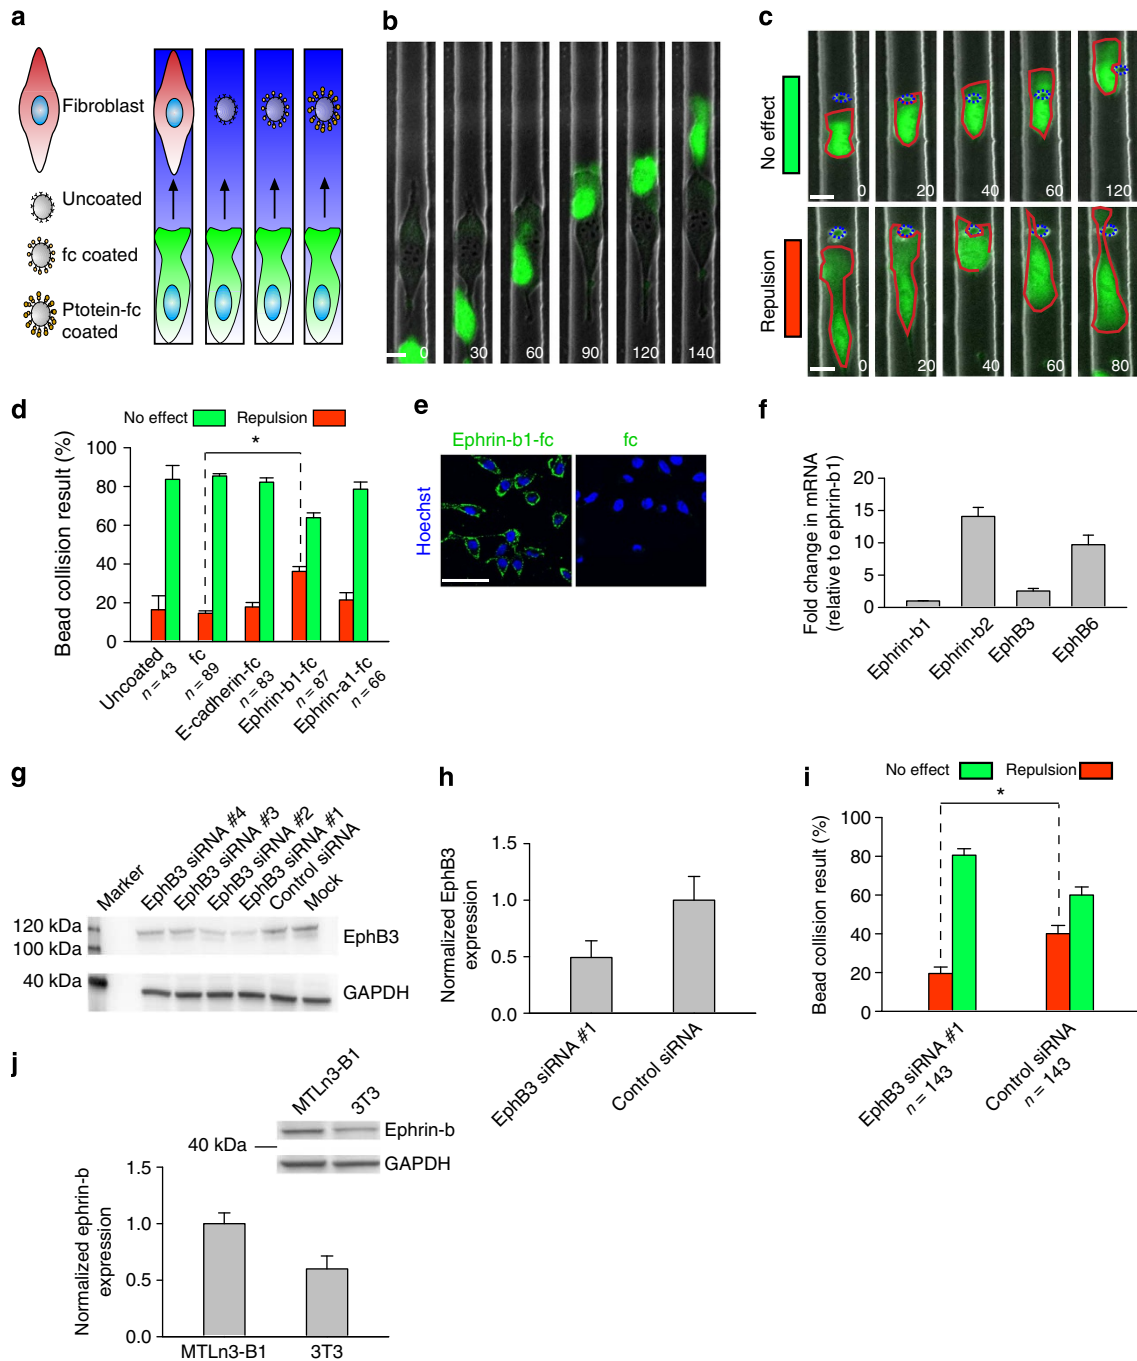 a
Fibroblast
Uncoated
fc coated
Ptotein-fc
coated
b
0
30
60
90
120
140
c
No effect
0
20
40
60
120
Repulsion
0
20
40
60
80
d
No effect
Repulsion
*
Bead collision result (%)
100
80
60
40
20
0
Uncoated
n = 43
fc
n = 89
E-cadherin-fc
n = 83
Ephrin-b1-fc
n = 87
Ephrin-a1-fc
n = 66
e
Ephrin-b1-fc
fc
Hoechst
f
Fold change in mRNA
(relative to ephrin-b1)
20
15
10
5
0
Ephrin-b1
Ephrin-b2
EphB3
EphB6
g
Marker
EphB3 siRNA #4
EphB3 siRNA #3
EphB3 siRNA #2
EphB3 siRNA #1
Control siRNA
Mock
120 kDa
100 kDa
40 kDa
EphB3
GAPDH
h
Normalized EphB3
expression
1.5
1.0
0.5
0.0
EphB3 siRNA #1
Control siRNA
i
No effect
Repulsion
*
Bead collision result (%)
100
80
60
40
20
0
EphB3 siRNA #1
n = 143
Control siRNA
n = 143
j
MTLn3-B1
3T3
Ephrin-b
40 kDa
GAPDH
Normalized ephrin-b
expression
1.5
1.0
0.5
0.0
MTLn3-B1
3T3